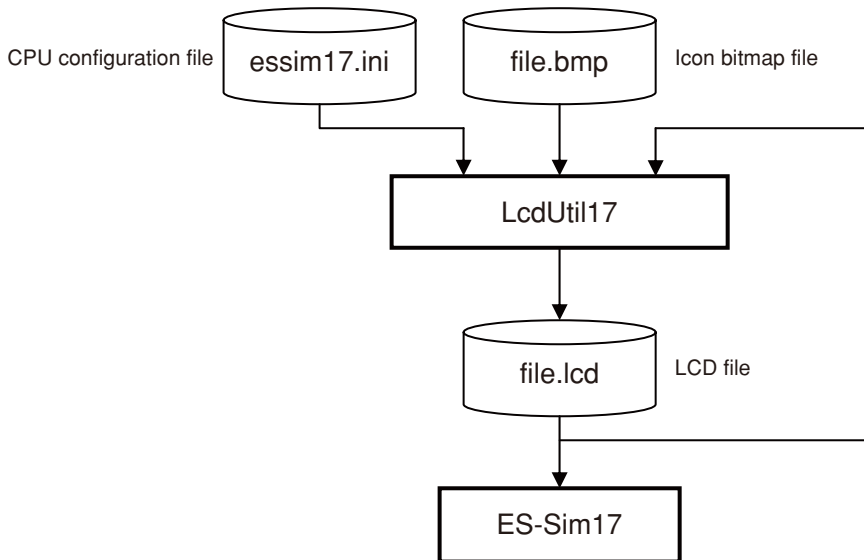 CPU configuration file
essim17.ini
file.bmp
Icon bitmap file
LcdUtil17
file.lcd
LCD file
ES-Sim17